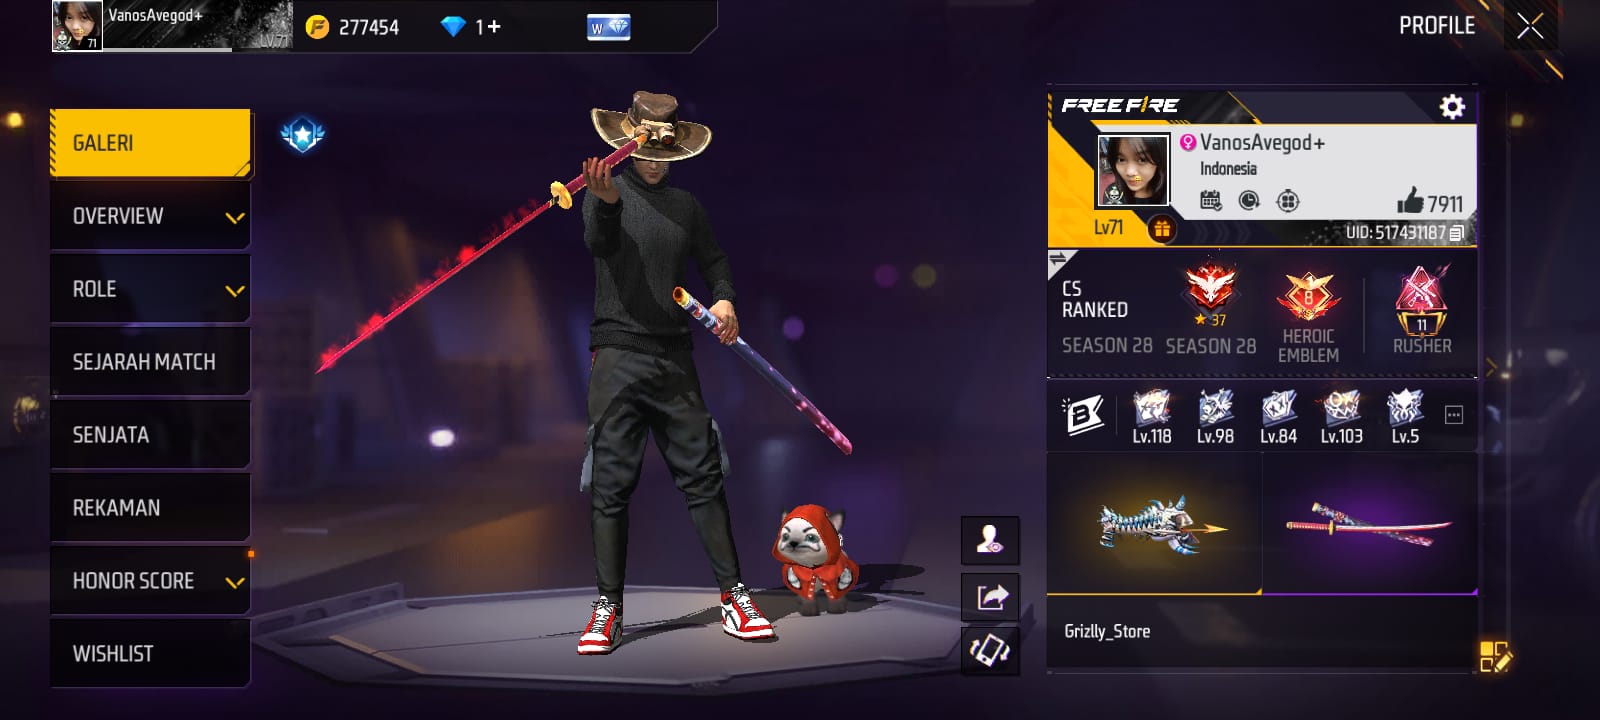 VanosAvegod+
71
LV.71
277454
1+
W
PROFILE
GALERI
OVERVIEW
ROLE
SEJARAH MATCH
SENJATA
REKAMAN
HONOR SCORE
WISHLIST
FREE FIRE
VanosAvegod+
Indonesia
7911
Lv71
UID: 517431187
CS
RANKED
SEASON 28
37
SEASON 28
8
HEROIC
EMBLEM
11
RUSHER
B
Lv.118
Lv.98
Lv.84
Lv.103
Lv.5
Grizlly_Store